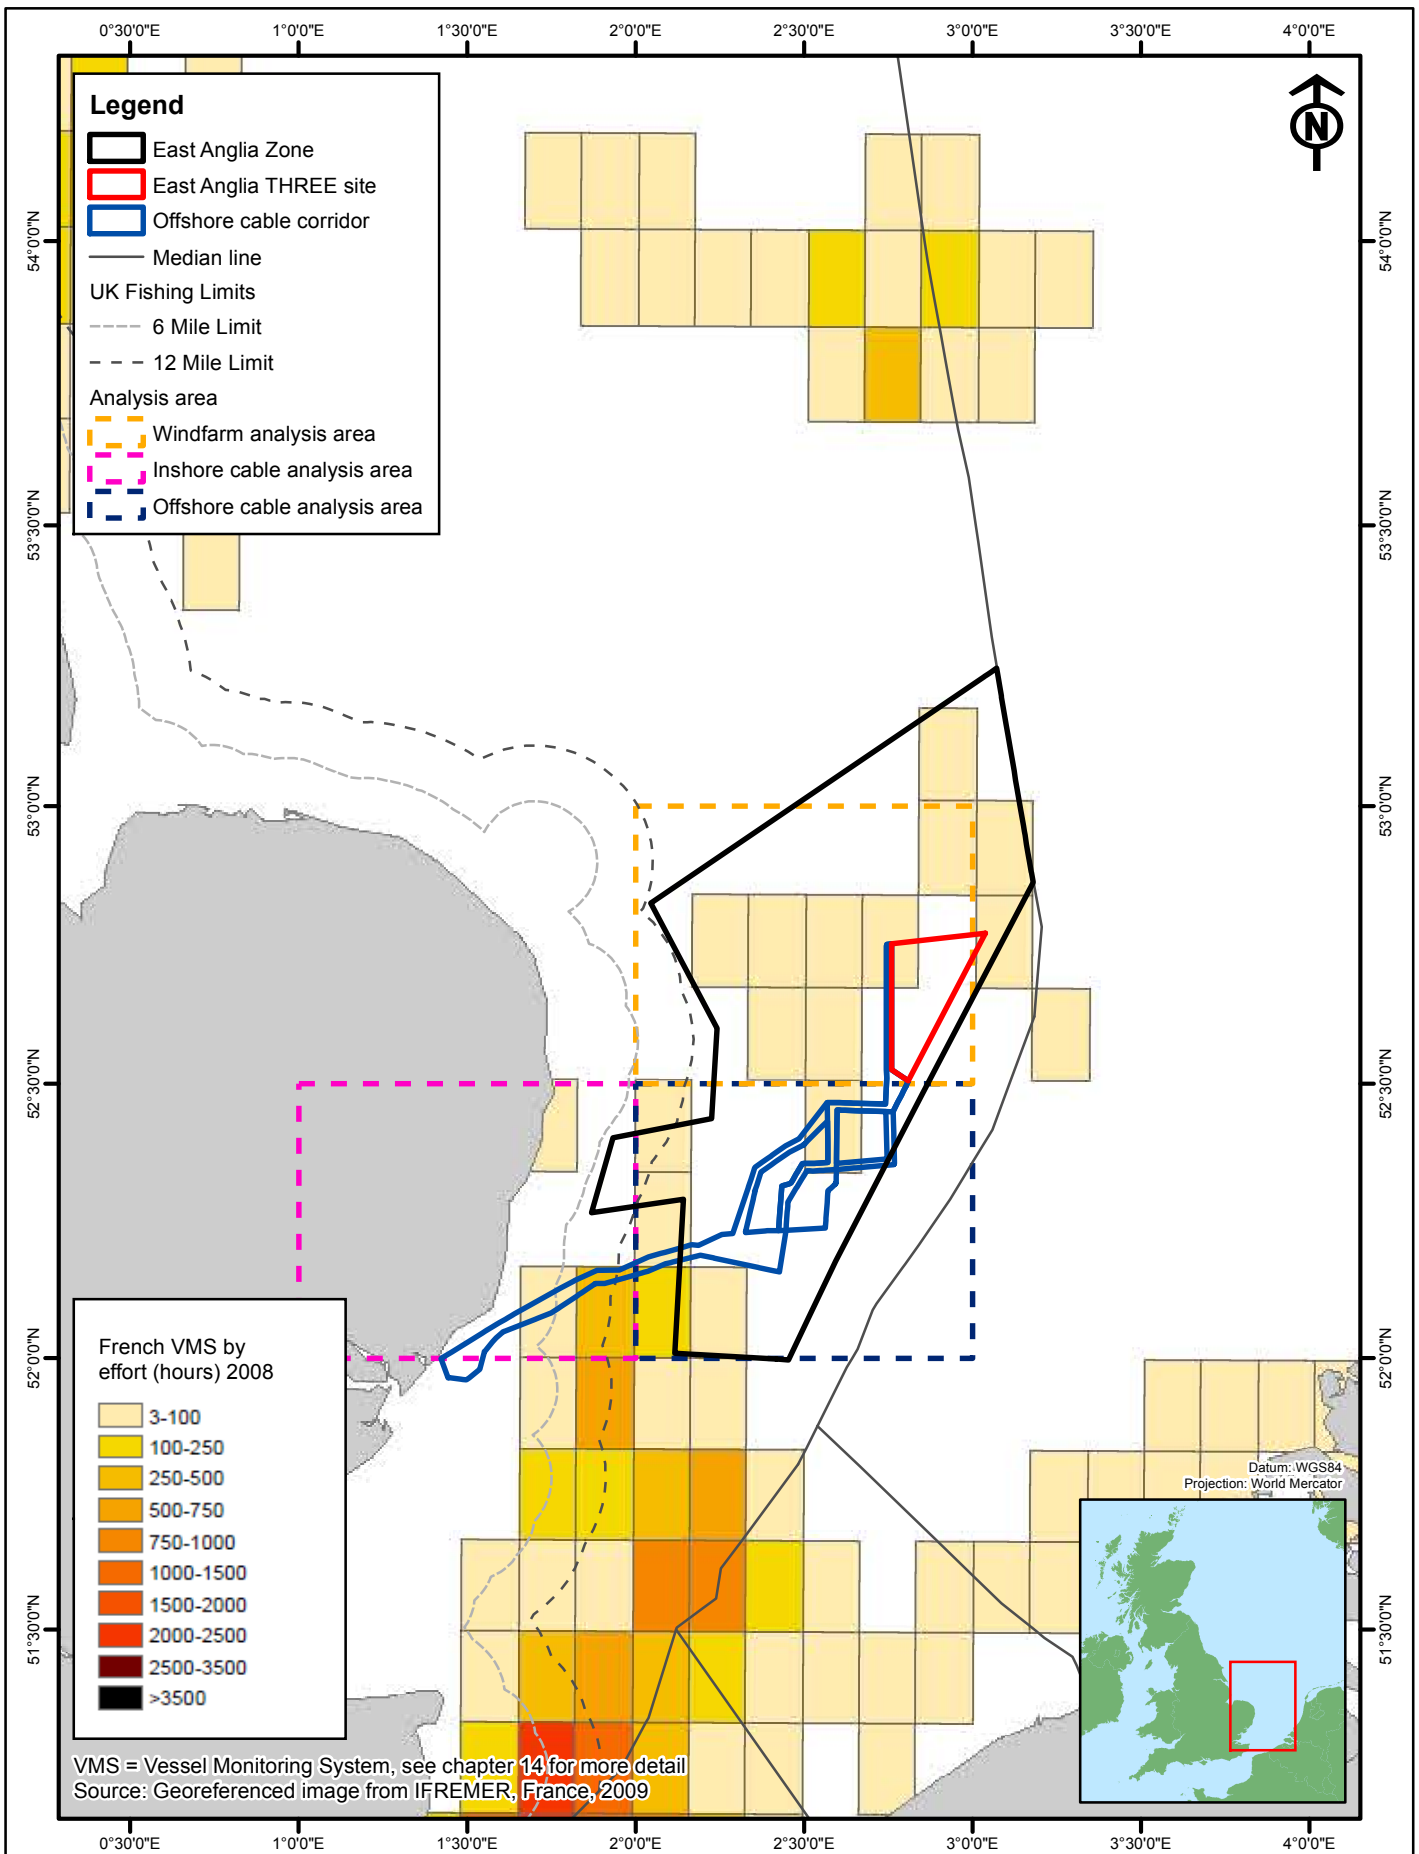 0°30'0"E 1°0'0"E 1°30'0"E 2°0'0"E 2°30'0"E 3°0'0"E 3°30'0"E 4°0'0"E
Legend
East Anglia Zone
East Anglia THREE site
Offshore cable corridor
Median line
UK Fishing Limits
6 Mile Limit
12 Mile Limit
Analysis area
Windfarm analysis area
Inshore cable analysis area
Offshore cable analysis area
N
54°0'0"N 54°0'0"N
53°30'0"N 53°30'0"N
53°0'0"N 53°0'0"N
52°30'0"N 52°30'0"N
52°0'0"N 52°0'0"N
51°30'0"N 51°30'0"N
French VMS by
effort (hours) 2008
3-100
100-250
250-500
500-750
750-1000
1000-1500
1500-2000
2000-2500
2500-3500
>3500
Datum: WGS84
Projection: World Mercator
VMS = Vessel Monitoring System, see chapter 14 for more detail
Source: Georeferenced image from IFREMER, France, 2009
0°30'0"E 1°0'0"E 1°30'0"E 2°0'0"E 2°30'0"E 3°0'0"E 3°30'0"E 4°0'0"E